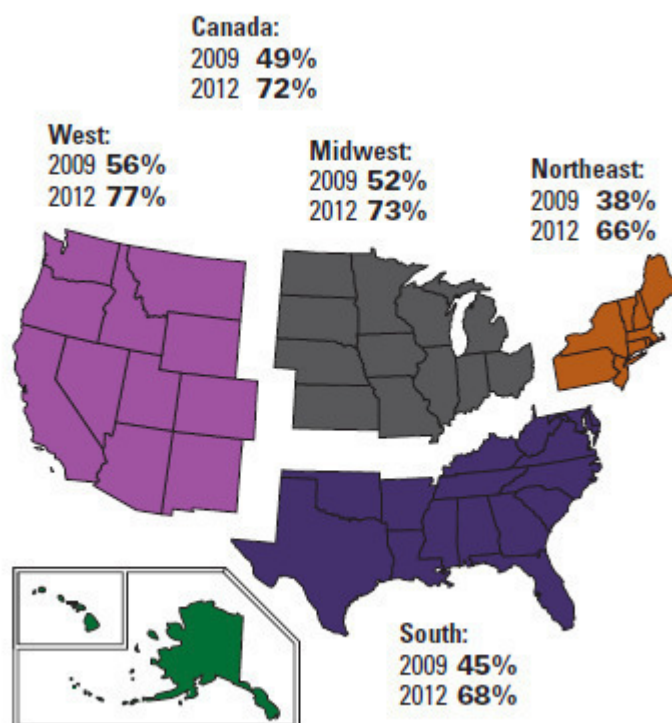 Canada:
2009 49%
2012 72%
West:
2009 56%
2012 77%
Midwest:
2009 52%
2012 73%
Northeast:
2009 38%
2012 66%
South:
2009 45%
2012 68%